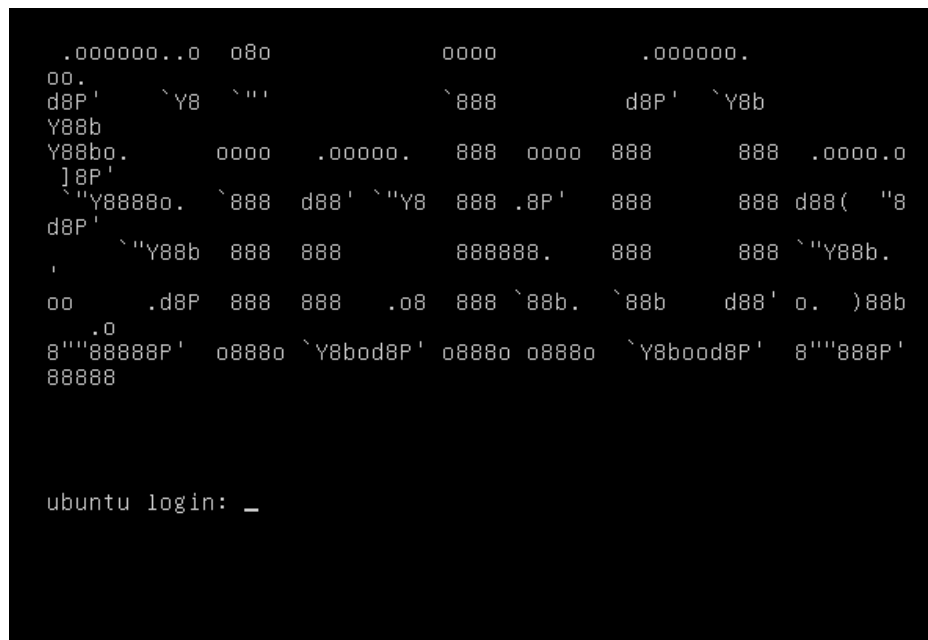 .oooooo..o  o8o            oooo          .oooooo.
oo.
d8P'    `Y8  `"'            `888         d8P'  `Y8b
Y88b
Y88bo.      oooo   .ooooo.   888  oooo  888      888  .oooo.o
 ]8P'
 `"Y8888o.  `888  d88' `"Y8  888 .8P'   888      888 d88(  "8
d8P'
     `"Y88b  888  888        888888.    888      888 `"Y88b.
'
oo     .d8P  888  888   .o8  888 `88b.  `88b    d88' o.  )88b
   .o
8""88888P'  o888o `Y8bod8P' o888o o888o  `Y8bood8P'  8""888P'
88888
ubuntu login: _